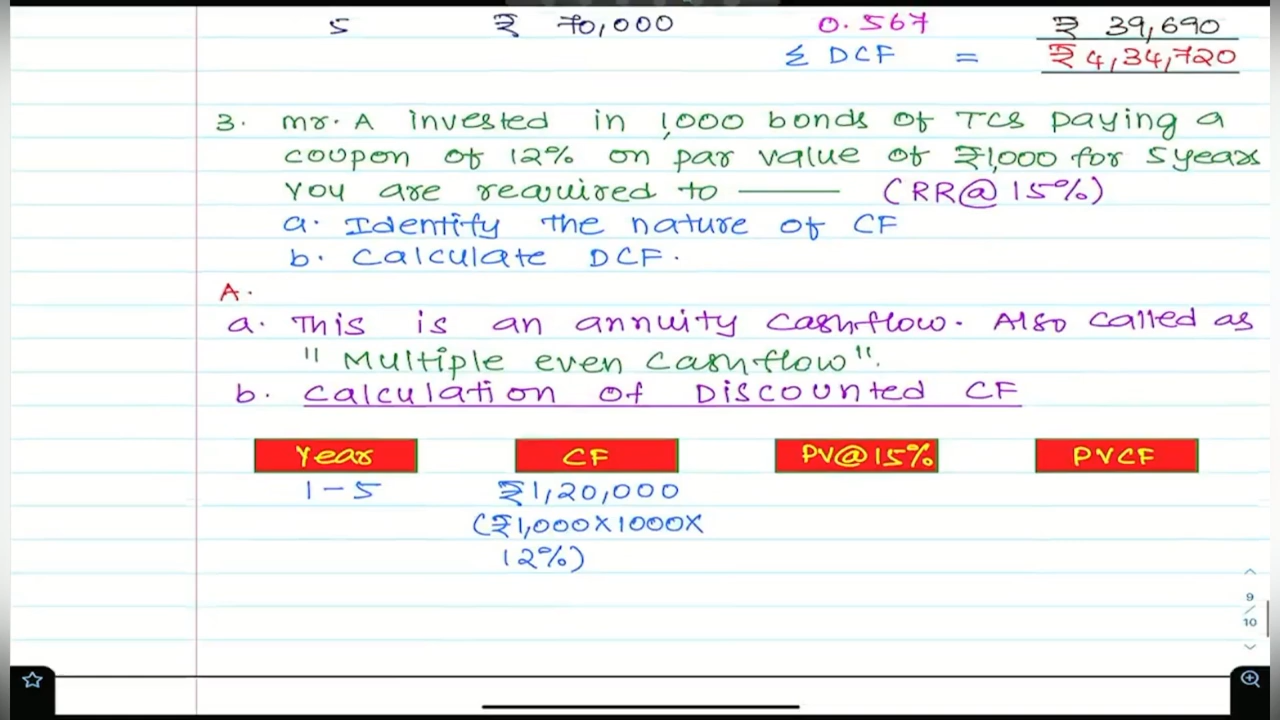 5 ₹ 70,000 0.567 ₹ 39,690
Σ DCF = ₹ 4,34,720
3. Mr. A invested in 1,000 bonds of TCS paying a
coupon of 12% on par value of ₹1,000 for 5 years
You are required to ——— (RR@ 15%)
a. Identify the nature of CF
b. Calculate DCF.
A.
a. This is an annuity cashflow. Also called as
"Multiple even cashflow".
b. Calculation of Discounted CF
Year CF PV@15% PVCF
1-5 ₹1,20,000
(₹1,000X1000X
12%)
9
/
10